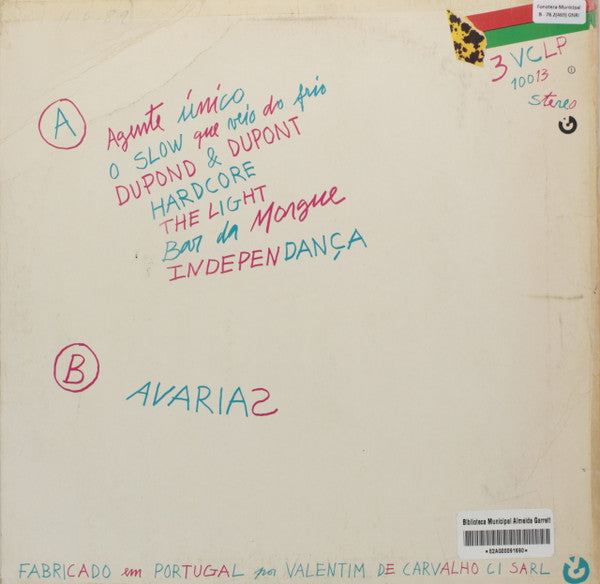 Fonoteca Municipal
3 VCLP
10013
Stereo
A
Agente único
O SLOW que veio do frio
DUPOND & DUPONT
HARDCORE
THE LIGHT
Bar da Morgue
INDEPENDANÇA
B
AVARIAS
Biblioteca Municipal Almeida Garrett
FABRICADO em PORTUGAL por VALENTIM DE CARVALHO CI SARL